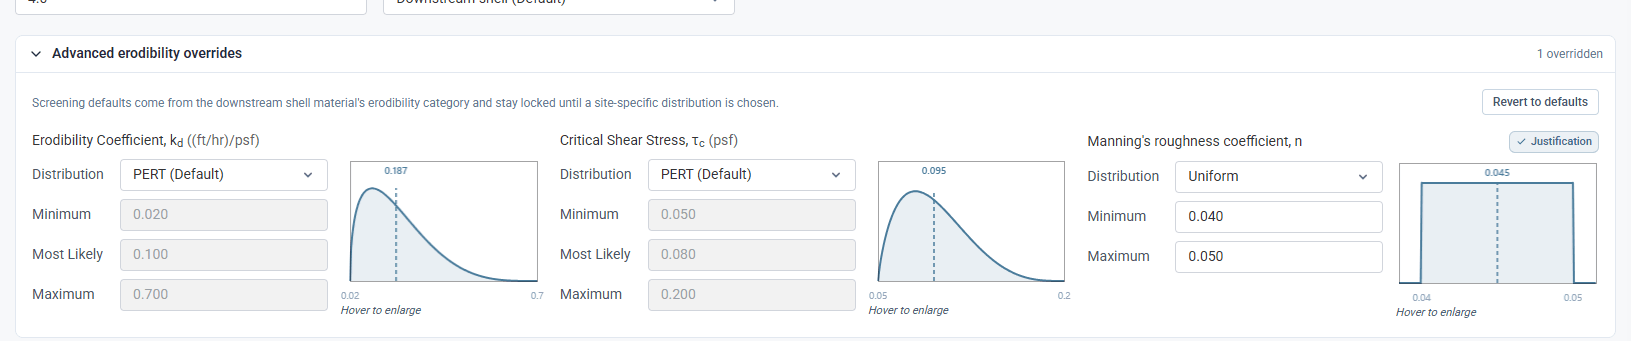 Advanced erodibility overrides
1 overridden
Screening defaults come from the downstream shell material's erodibility category and stay locked until a site-specific distribution is chosen.
Revert to defaults
Erodibility Coefficient, kd ((ft/hr)/psf)
Distribution
PERT (Default)
Minimum
0.020
Most Likely
0.100
Maximum
0.700
0.187
0.02
0.7
Hover to enlarge
Critical Shear Stress, τc (psf)
Distribution
PERT (Default)
Minimum
0.050
Most Likely
0.080
Maximum
0.200
0.095
0.05
0.2
Hover to enlarge
Manning's roughness coefficient, n
Justification
Distribution
Uniform
Minimum
0.040
Maximum
0.050
0.045
0.04
0.05
Hover to enlarge